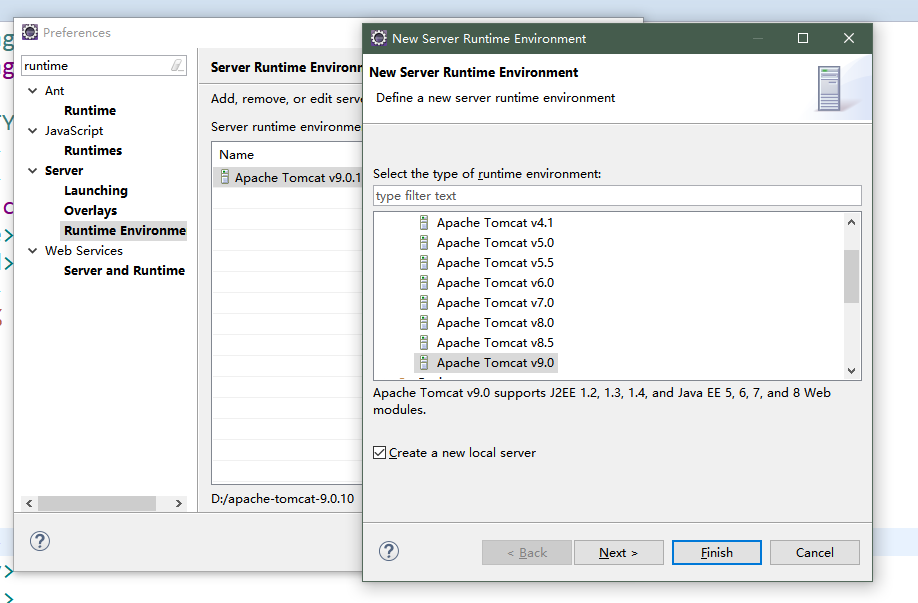 Preferences
runtime
Ant
Runtime
JavaScript
Runtimes
Server
Launching
Overlays
Runtime Environme
Web Services
Server and Runtime
Server Runtime Environ
Add, remove, or edit serv
Server runtime environme
Name
Apache Tomcat v9.0.1
D:/apache-tomcat-9.0.10
New Server Runtime Environment
New Server Runtime Environment
Define a new server runtime environment
Select the type of runtime environment:
type filter text
Apache Tomcat v4.1
Apache Tomcat v5.0
Apache Tomcat v5.5
Apache Tomcat v6.0
Apache Tomcat v7.0
Apache Tomcat v8.0
Apache Tomcat v8.5
Apache Tomcat v9.0
Apache Tomcat v9.0 supports J2EE 1.2, 1.3, 1.4, and Java EE 5, 6, 7, and 8 Web
modules.
Create a new local server
< Back
Next >
Finish
Cancel